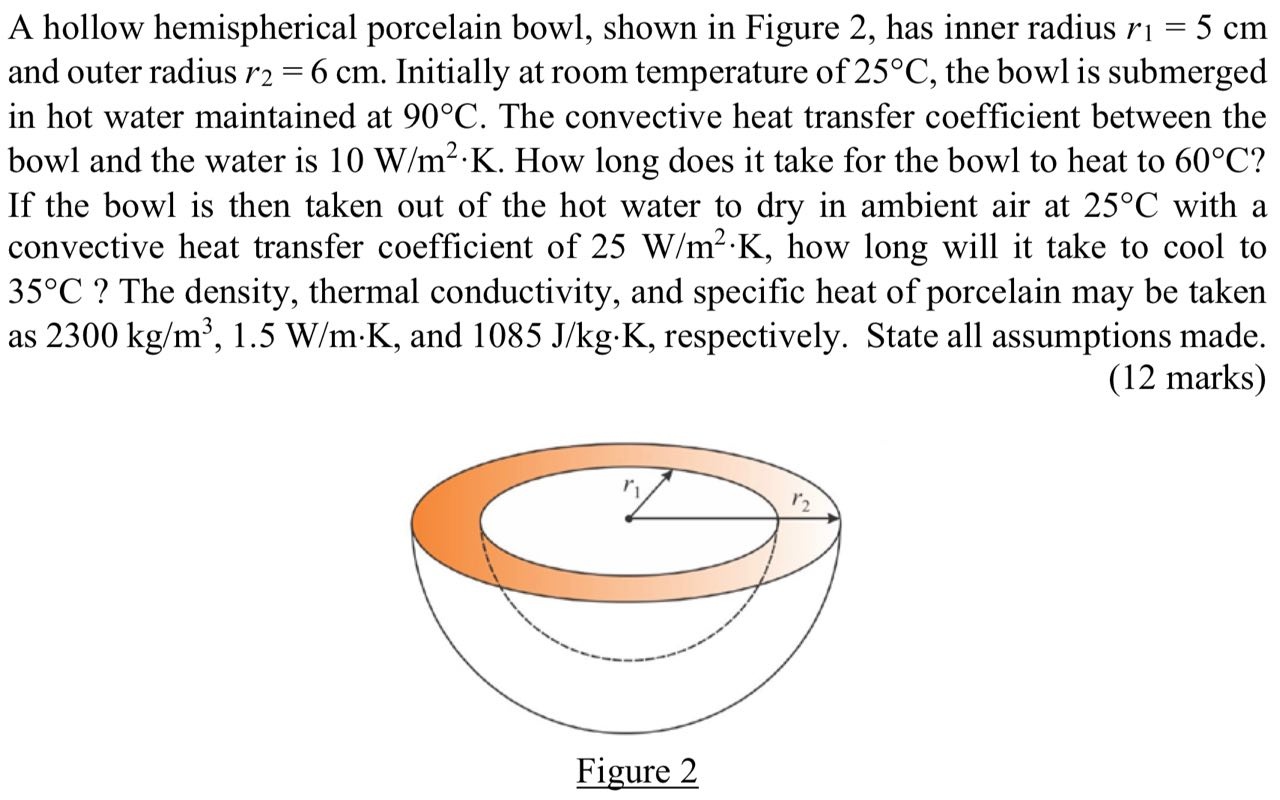 A hollow hemispherical porcelain bowl, shown in Figure 2, has inner radius r1 = 5 cm
and outer radius r2 = 6 cm. Initially at room temperature of 25°C, the bowl is submerged
in hot water maintained at 90°C. The convective heat transfer coefficient between the
bowl and the water is 10 W/m²·K. How long does it take for the bowl to heat to 60°C?
If the bowl is then taken out of the hot water to dry in ambient air at 25°C with a
convective heat transfer coefficient of 25 W/m²·K, how long will it take to cool to
35°C ? The density, thermal conductivity, and specific heat of porcelain may be taken
as 2300 kg/m³, 1.5 W/m·K, and 1085 J/kg·K, respectively. State all assumptions made.
(12 marks)
r1
r2
Figure 2